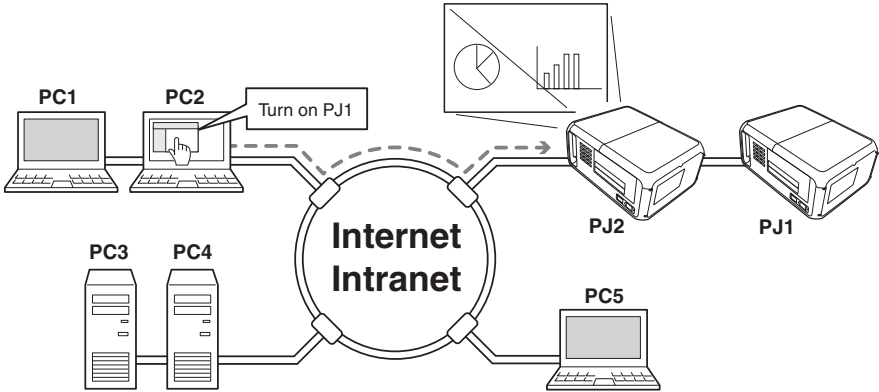 PC1
PC2
Turn on PJ1
PJ2
PJ1
Internet
Intranet
PC3
PC4
PC5